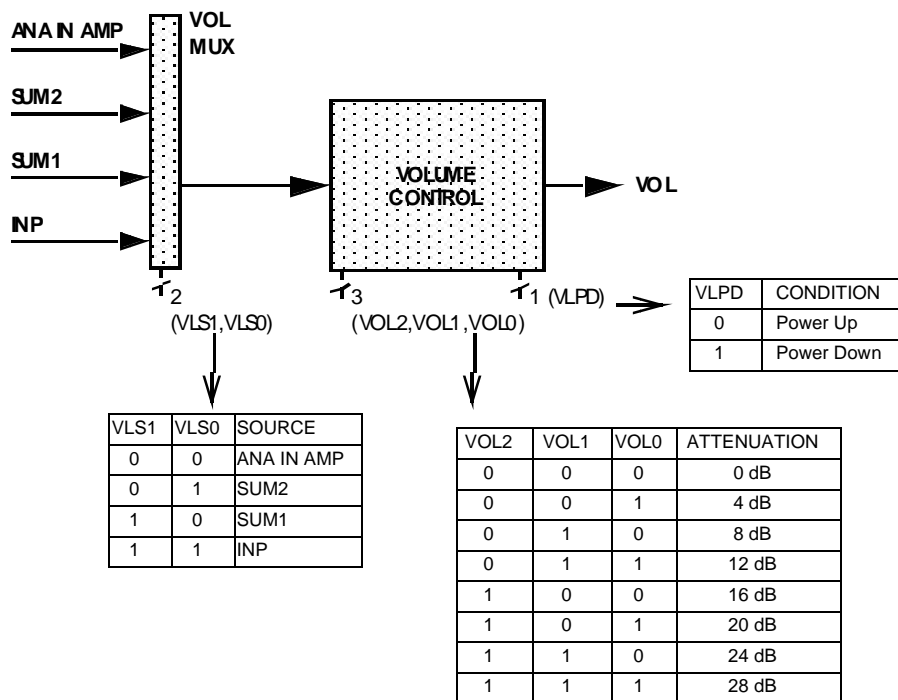 ANA IN AMP
VOL
MUX
SUM2
SUM1
INP
VOLUME
CONTROL
VOL
2
3
1 (VLPD)
(VLS1,VLS0)
(VOL2,VOL1,VOL0)
VLPD CONDITION
0 Power Up
1 Power Down
VLS1 VLS0 SOURCE
0 0 ANA IN AMP
0 1 SUM2
1 0 SUM1
1 1 INP
VOL2 VOL1 VOL0 ATTENUATION
0 0 0 0 dB
0 0 1 4 dB
0 1 0 8 dB
0 1 1 12 dB
1 0 0 16 dB
1 0 1 20 dB
1 1 0 24 dB
1 1 1 28 dB